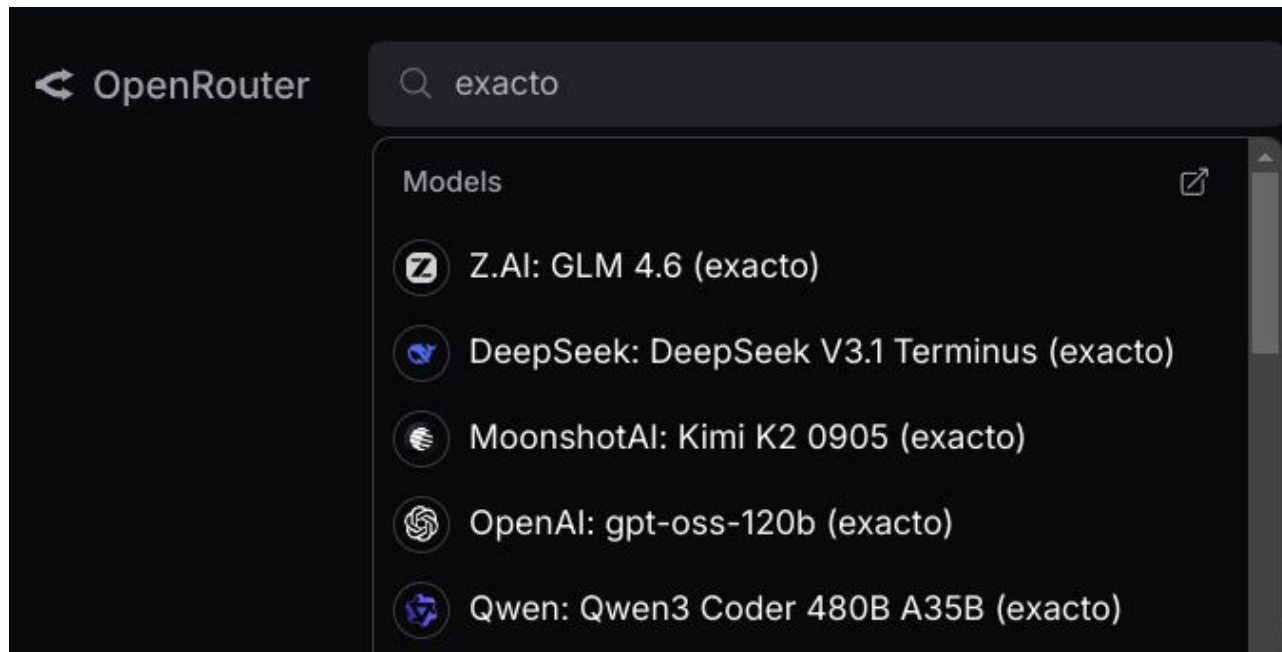 OpenRouter
exacto
Models
Z.AI: GLM 4.6 (exacto)
DeepSeek: DeepSeek V3.1 Terminus (exacto)
MoonshotAI: Kimi K2 0905 (exacto)
OpenAI: gpt-oss-120b (exacto)
Qwen: Qwen3 Coder 480B A35B (exacto)